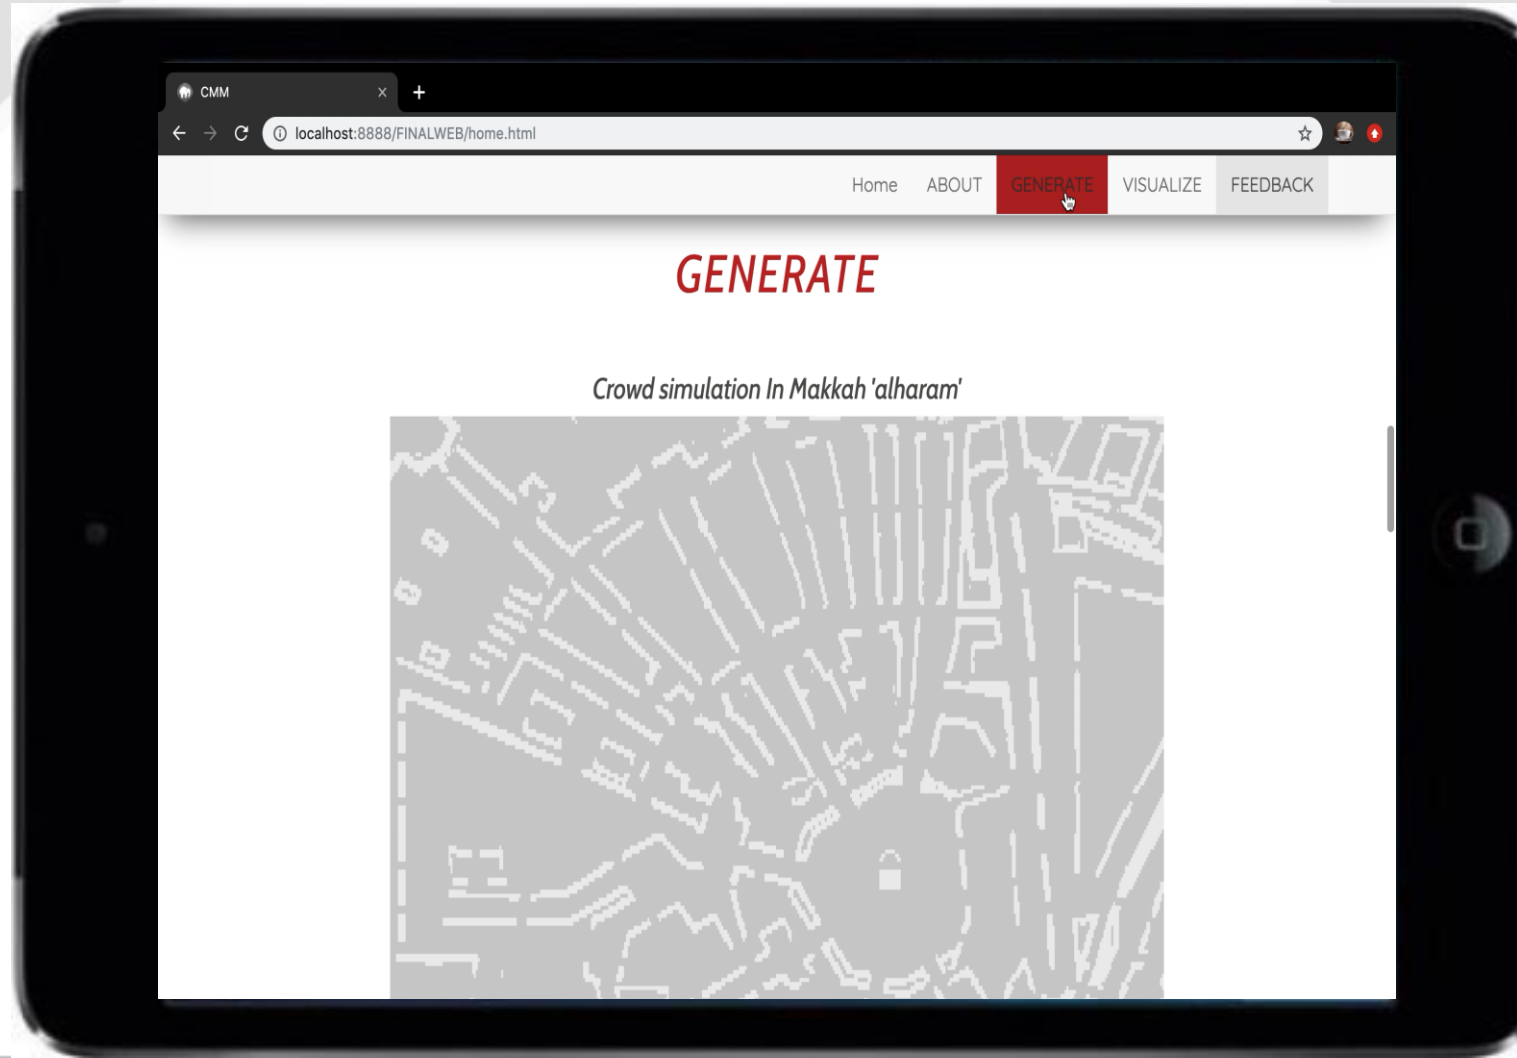 CMM
localhost:8888/FINALWEB/home.html
Home ABOUT GENERATE VISUALIZE FEEDBACK
GENERATE
Crowd simulation In Makkah 'alharam'